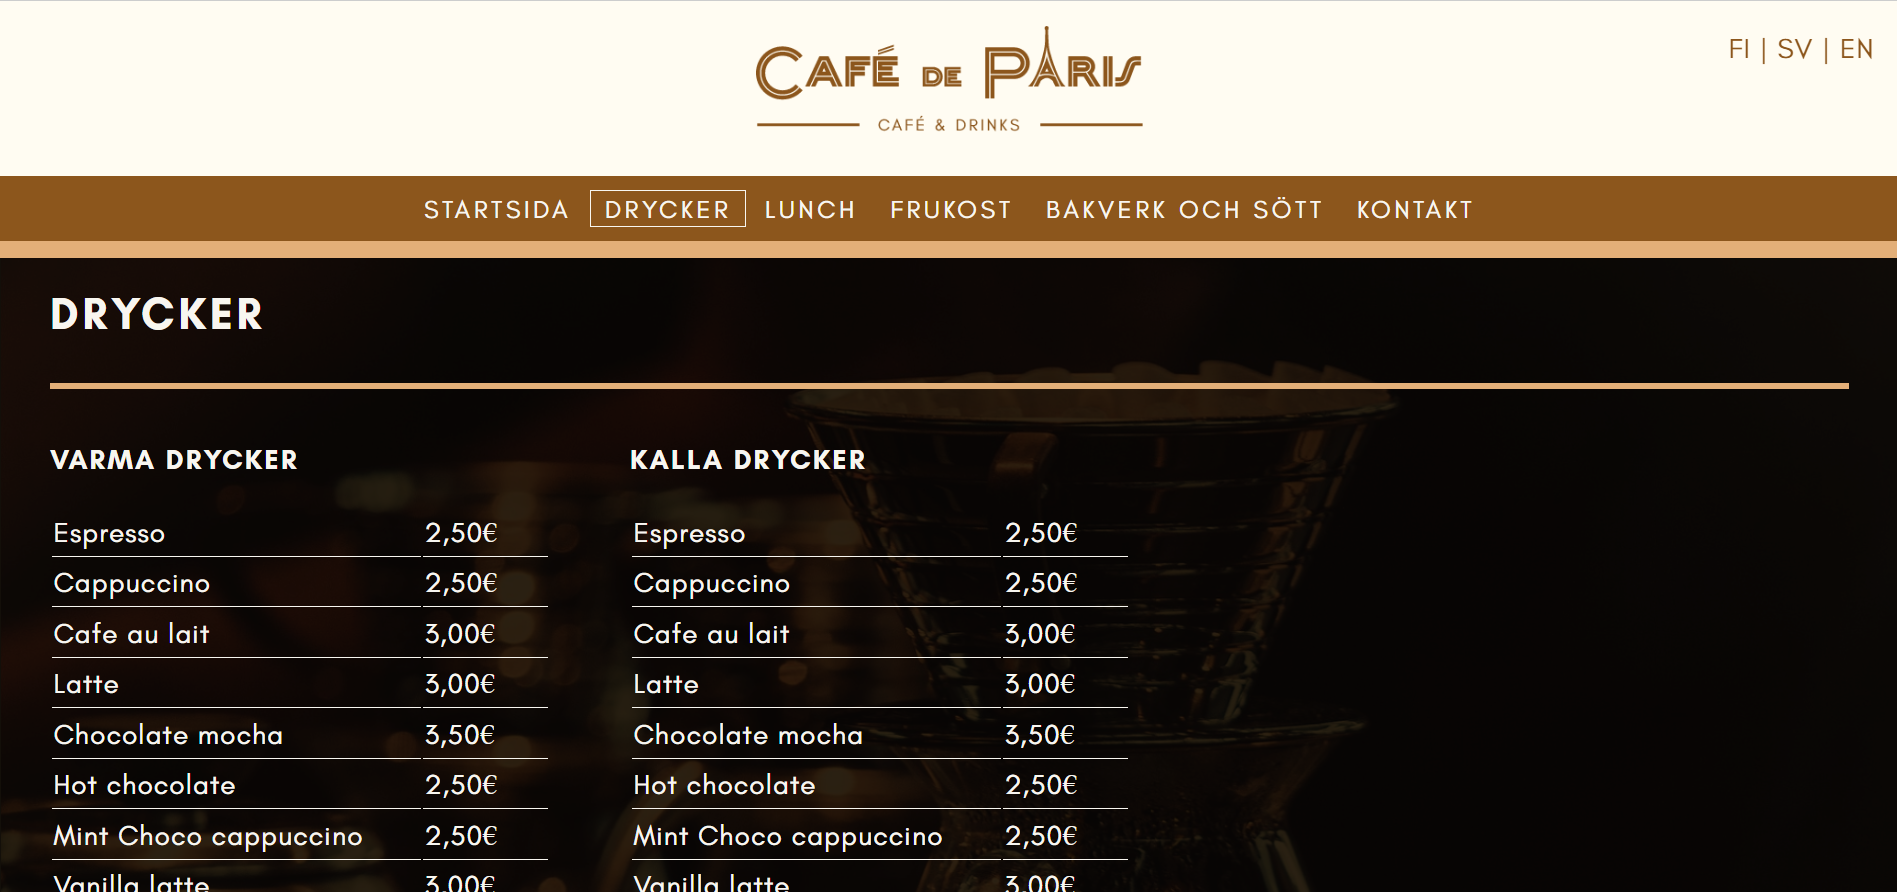 CAFÉ DE PARIS
CAFÉ & DRINKS
FI | SV | EN
STARTSIDA DRYCKER LUNCH FRUKOST BAKVERK OCH SÖTT KONTAKT
DRYCKER
VARMA DRYCKER
Espresso 2,50€
Cappuccino 2,50€
Cafe au lait 3,00€
Latte 3,00€
Chocolate mocha 3,50€
Hot chocolate 2,50€
Mint Choco cappuccino 2,50€
Vanilla latte 3,00€
KALLA DRYCKER
Espresso 2,50€
Cappuccino 2,50€
Cafe au lait 3,00€
Latte 3,00€
Chocolate mocha 3,50€
Hot chocolate 2,50€
Mint Choco cappuccino 2,50€
Vanilla latte 3,00€